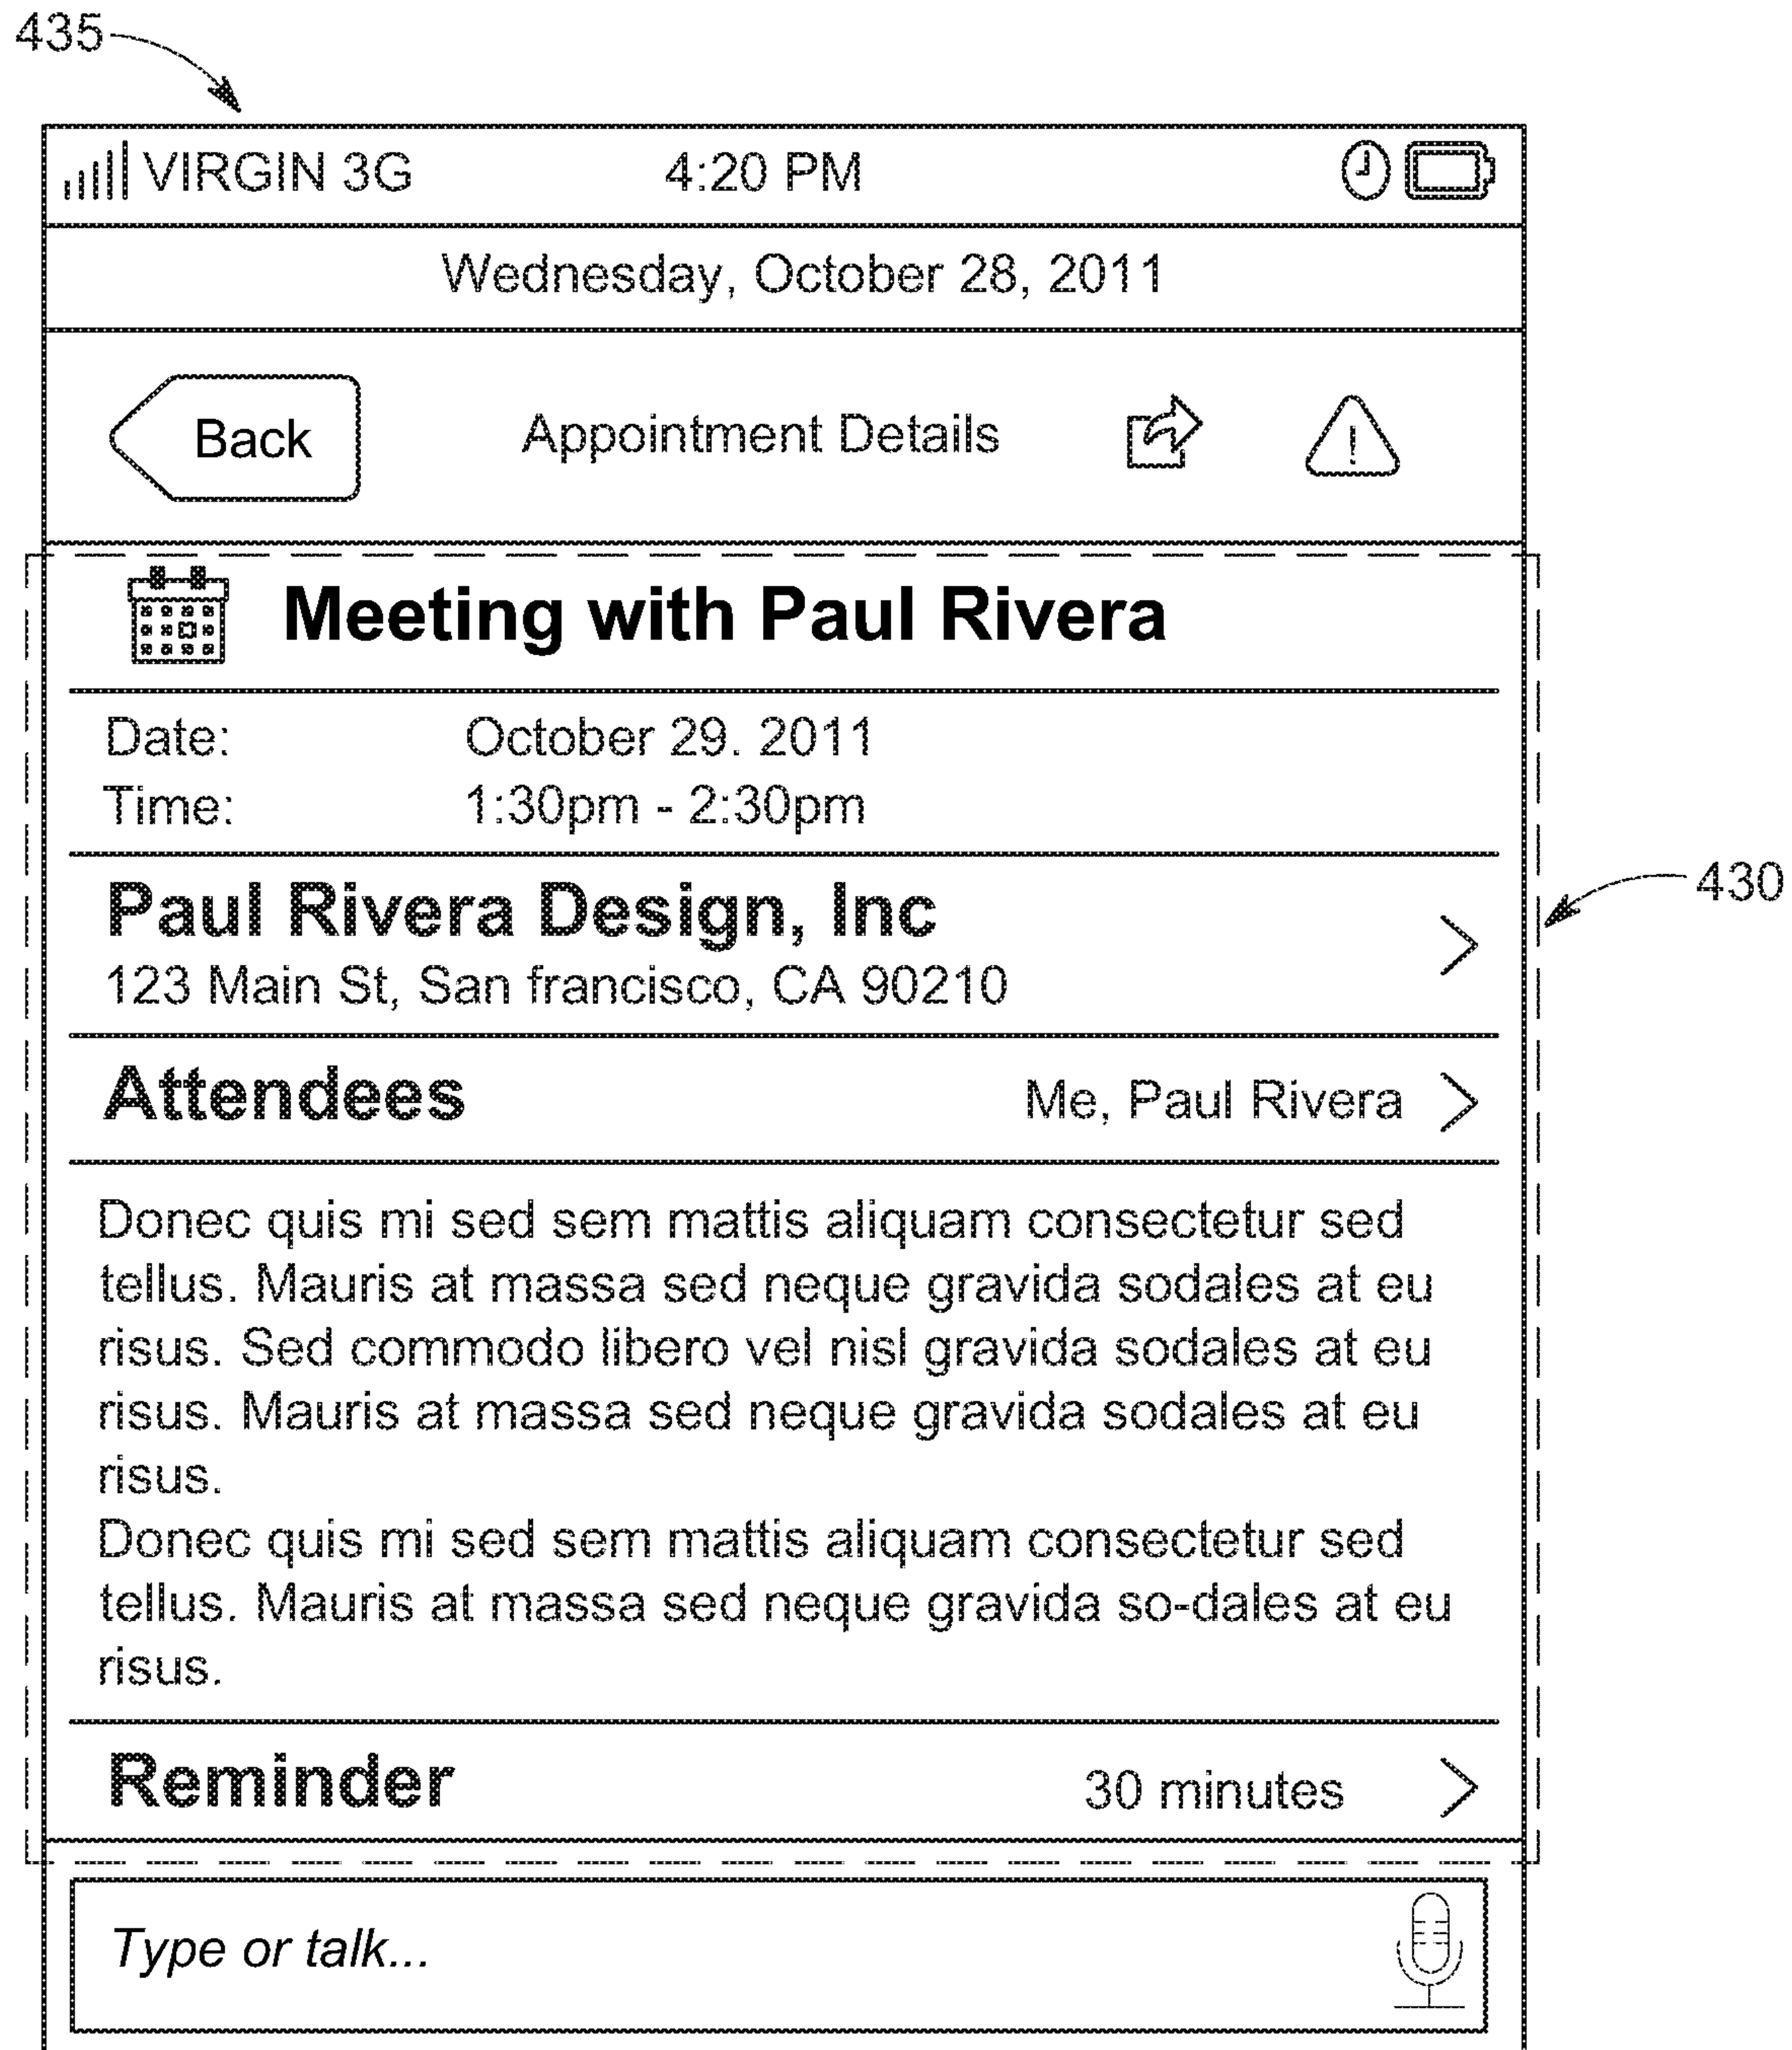 435
VIRGIN 3G 4:20 PM
Wednesday, October 28, 2011
Back Appointment Details
Meeting with Paul Rivera
Date: October 29. 2011
Time: 1:30pm - 2:30pm
Paul Rivera Design, Inc
430
123 Main St, San francisco, CA 90210
Attendees Me, Paul Rivera
Donec quis mi sed sem mattis aliquam consectetur sed
tellus. Mauris at massa sed neque gravida sodales at eu
risus. Sed commodo libero vel nisl gravida sodales at eu
risus. Mauris at massa sed neque gravida sodales at eu
risus.
Donec quis mi sed sem mattis aliquam consectetur sed
tellus. Mauris at massa sed neque gravida so-dales at eu
risus.
Reminder 30 minutes
Type or talk...